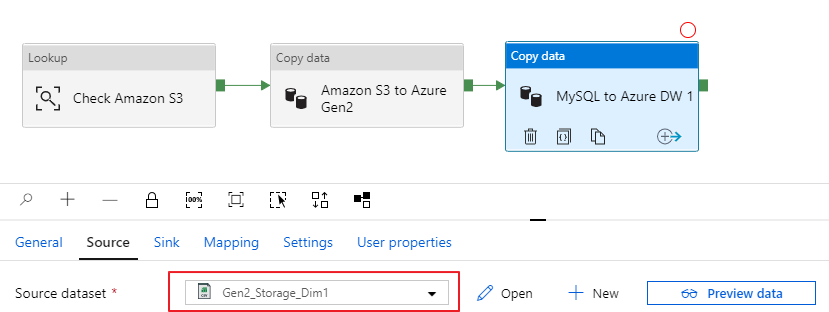 Lookup
Check Amazon S3
Copy data
Amazon S3 to Azure
Gen2
Copy data
MySQL to Azure DW 1
100%
General
Source
Sink
Mapping
Settings
User properties
Source dataset *
Gen2_Storage_Dim1
Open
New
Preview data